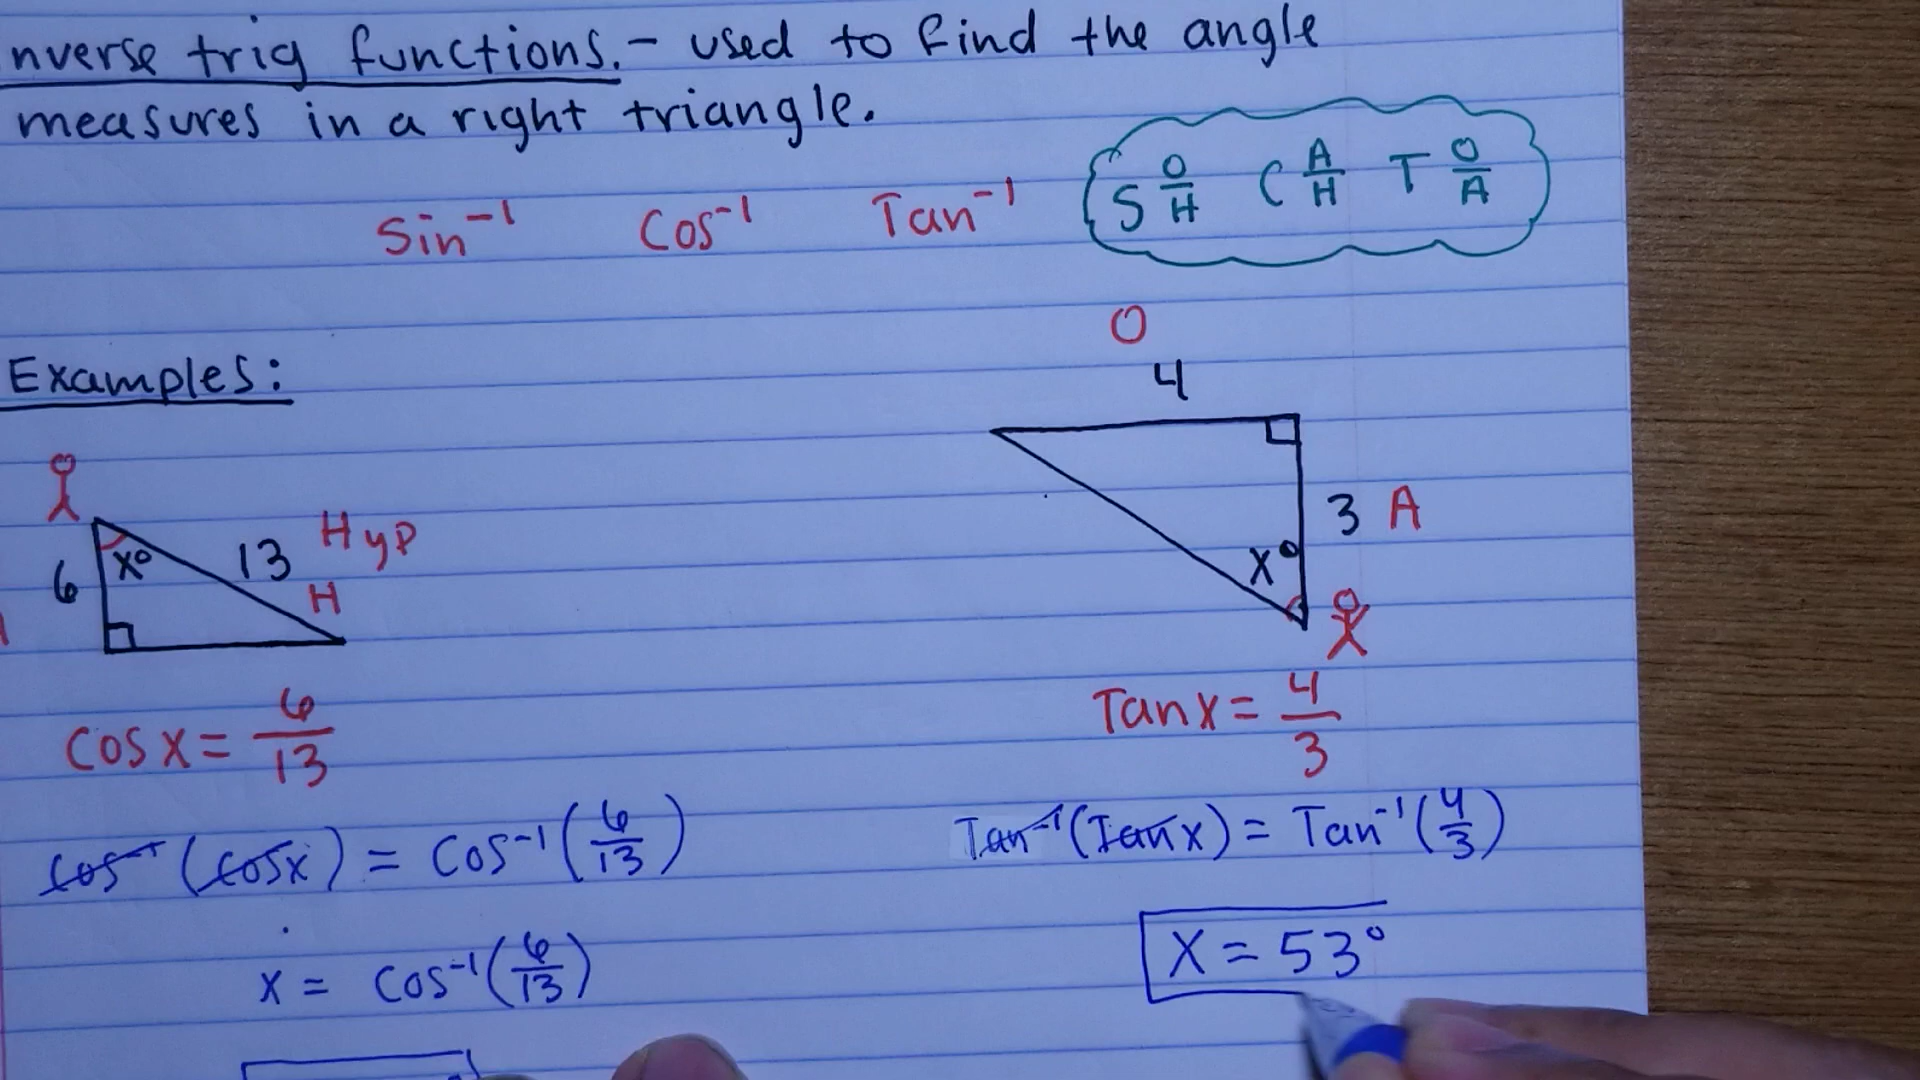 nverse trig functions. - used to find the angle
measures in a right triangle.
Sin⁻¹ Cos⁻¹ Tan⁻¹
S O/H C A/H T O/A
Examples:
6
x°
13
Hyp
H
cos x = 6/13
cos⁻¹(cosx) = cos⁻¹(6/13)
x = cos⁻¹(6/13)
O
4
3 A
x°
Tan x = 4/3
Tan⁻¹(Tan x) = Tan⁻¹(4/3)
x = 53°